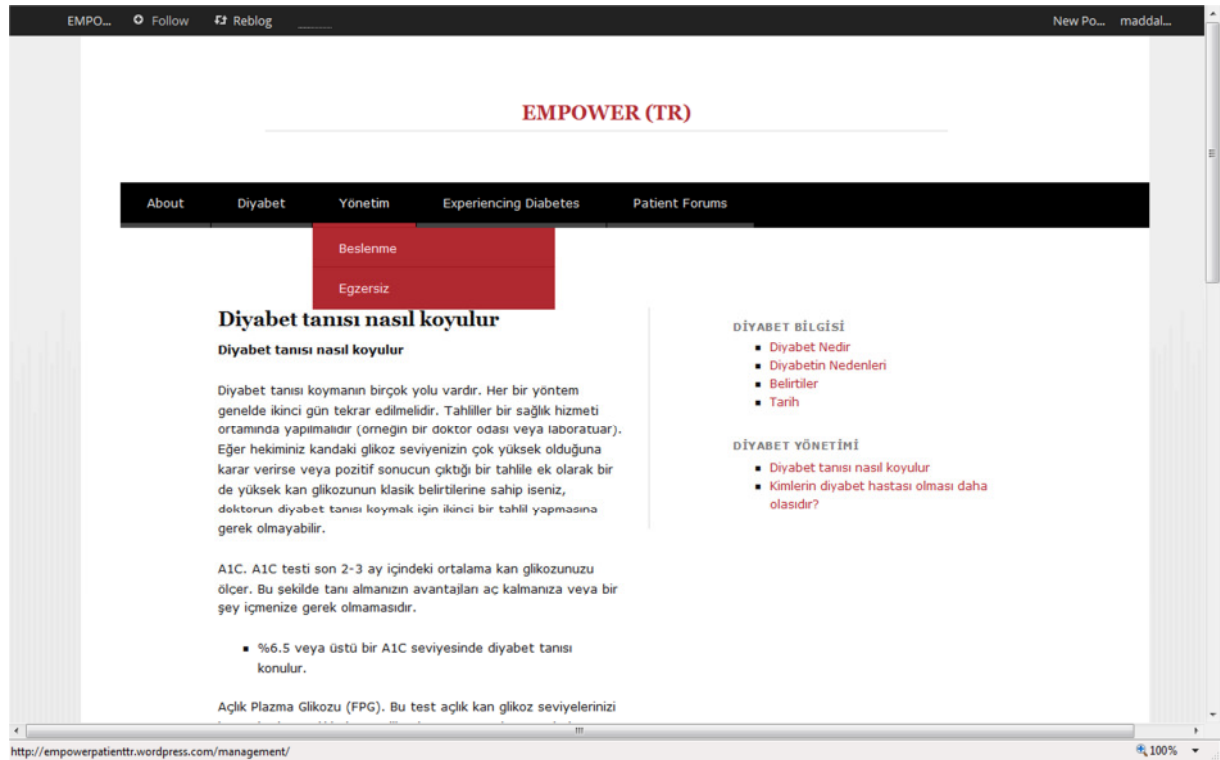 EMPO... Follow Reblog New Po... maddal...
EMPOWER (TR)
About Diyabet Yönetim Experiencing Diabetes Patient Forums
Beslenme
Egzersiz
Diyabet tanısı nasıl koyulur
Diyabet tanısı nasıl koyulur
Diyabet tanısı koymanın birçok yolu vardır. Her bir yöntem
genelde ikinci gün tekrar edilmelidir. Tahliller bir sağlık hizmeti
ortamında yapılmalıdır (örneğin bir doktor odası veya laboratuar).
Eğer hekiminiz kandaki glikoz seviyenizin çok yüksek olduğuna
karar verirse veya pozitif sonucun çıktığı bir tahlile ek olarak bir
de yüksek kan glikozunun klasik belirtilerine sahip iseniz,
doktorun diyabet tanısı koymak için ikinci bir tahlil yapmasına
gerek olmayabilir.
A1C. A1C testi son 2-3 ay içindeki ortalama kan glikozunuzu
ölçer. Bu şekilde tanı almanızın avantajları aç kalmanıza veya bir
şey içmenize gerek olmamasıdır.
%6.5 veya üstü bir A1C seviyesinde diyabet tanısı
konulur.
Açlık Plazma Glikozu (FPG). Bu test açlık kan glikoz seviyelerinizi
DİYABET BİLGİSİ
Diyabet Nedir
Diyabetin Nedenleri
Belirtiler
Tarih
DİYABET YÖNETİMİ
Diyabet tanısı nasıl koyulur
Kimlerin diyabet hastası olması daha
olasıdır?
http://empowerpatienttr.wordpress.com/management/ 100%